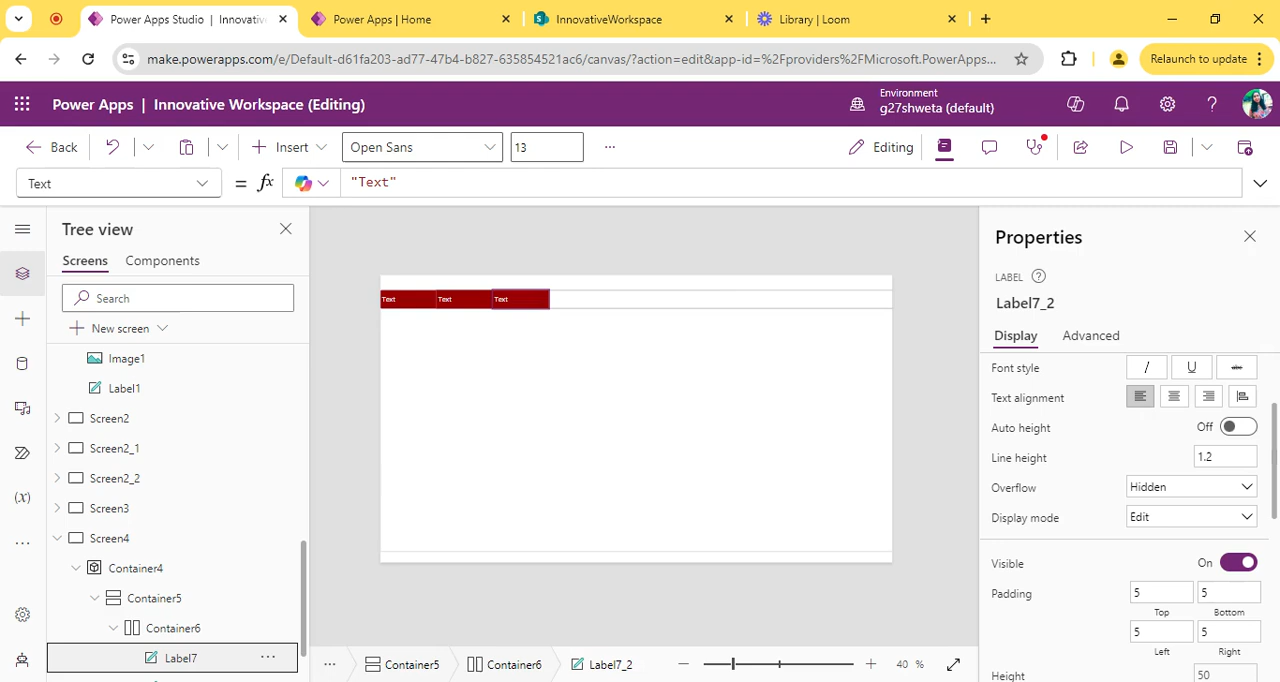 Power Apps Studio | Innovativ
Power Apps | Home
InnovativeWorkspace
Library | Loom
make.powerapps.com/e/Default-d61fa203-ad77-47b4-b827-635854521ac6/canvas/?action=edit&app-id=%2Fproviders%2FMicrosoft.PowerApps...
Relaunch to update
Power Apps | Innovative Workspace (Editing)
Environment
g27shweta (default)
Back
Insert
Open Sans
13
...
Editing
Text
= fx
"Text"
Tree view
Screens
Components
Search
New screen
Image1
Label1
Screen2
Screen2_1
Screen2_2
Screen3
Screen4
Container4
Container5
Container6
Label7
...
Text
Text
Text
...
Container5
Container6
Label7_2
40 %
Properties
LABEL
Label7_2
Display
Advanced
Font style
/
U
abc
Text alignment
Auto height
Off
Line height
1.2
Overflow
Hidden
Display mode
Edit
Visible
On
Padding
5
5
Top
Bottom
5
5
Left
Right
Height
50